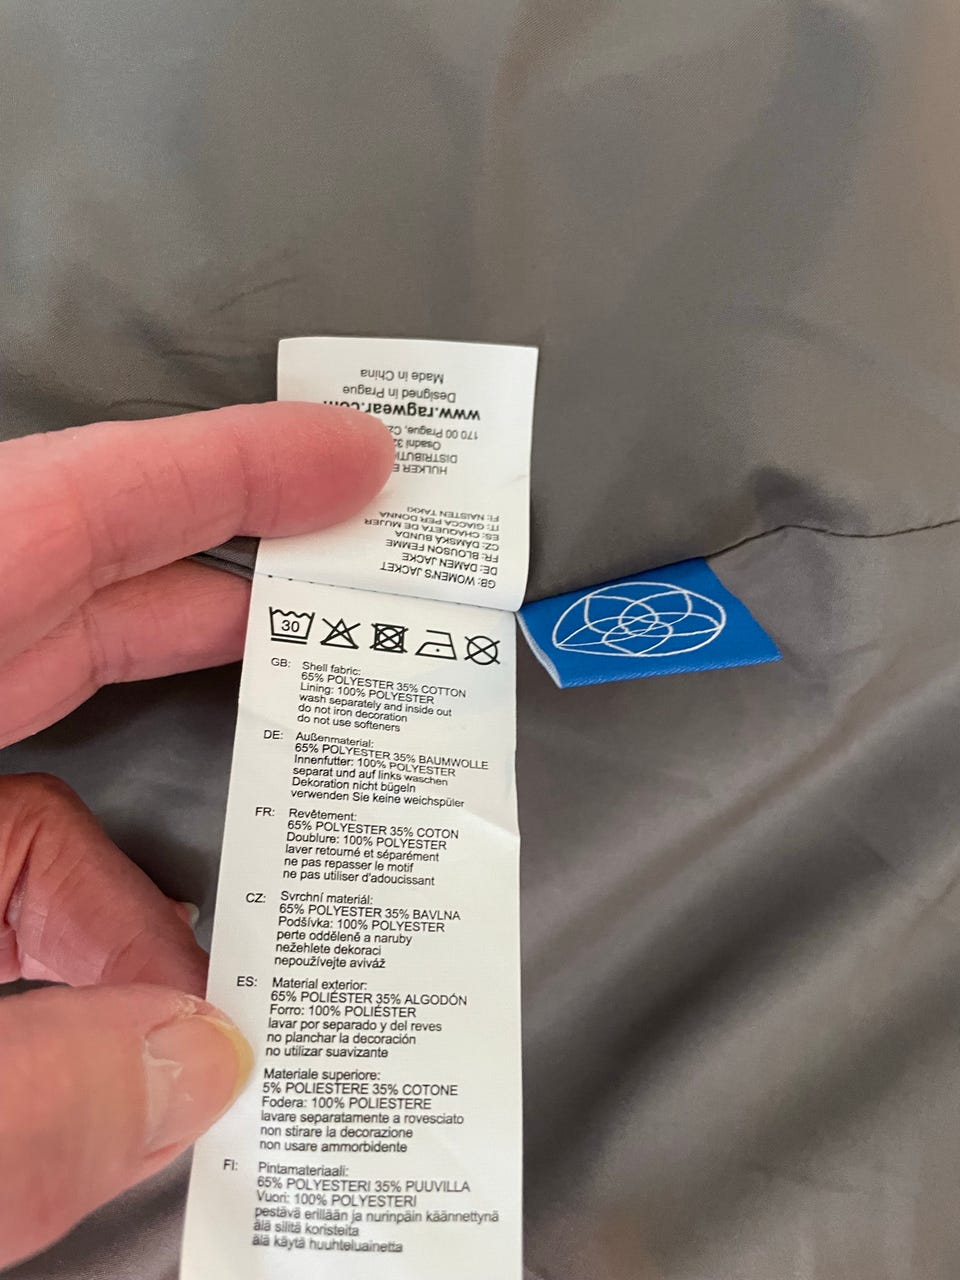 Made in China
Designed in Prague
170 00 Prague,
Osadní
HULKER
GB: WOMEN'S JACKET
DE: DAMEN JACKE
FR: BLOUSON FEMME
CZ: DAMSKÁ BUNDA
ES: CHAQUETA DE MUJER
IT: GIACCA PER DONNA
FE: NAISTEN TAKKI
30
GB: Shell fabric:
65% POLYESTER 35% COTTON
Lining: 100% POLYESTER
wash separately and inside out
do not iron decoration
do not use softeners
DE: Außenmaterial:
65% POLYESTER 35% BAUMWOLLE
Innenfutter: 100% POLYESTER
separat und auf links waschen
Dekoration nicht bügeln
verwenden Sie keine weichspüler
FR: Revêtement:
65% POLYESTER 35% COTON
Doublure: 100% POLYESTER
laver retourné et séparément
ne pas repasser le motif
ne pas utiliser d'adoucissant
CZ: Svrchní materiál:
65% POLYESTER 35% BAVLNA
Podšívka: 100% POLYESTER
perte odděleně a naruby
nežehlete dekoraci
nepoužívejte aviváž
ES: Material exterior:
65% POLIÉSTER 35% ALGODÓN
Forro: 100% POLIÉSTER
lavar por separado y del reves
no planchar la decoración
no utilizar suavizante
Materiale superiore:
5% POLIESTERE 35% COTONE
Fodera: 100% POLIESTERE
lavare separatamente a rovesciato
non stirare la decorazione
non usare ammorbidente
FI: Pintamateriaali:
65% POLYESTERI 35% PUUVILLA
Vuori: 100% POLYESTERI
pestävä erillään ja nurinpäin käännettynä
älä silitä koristeita
älä käytä huuhteluainetta